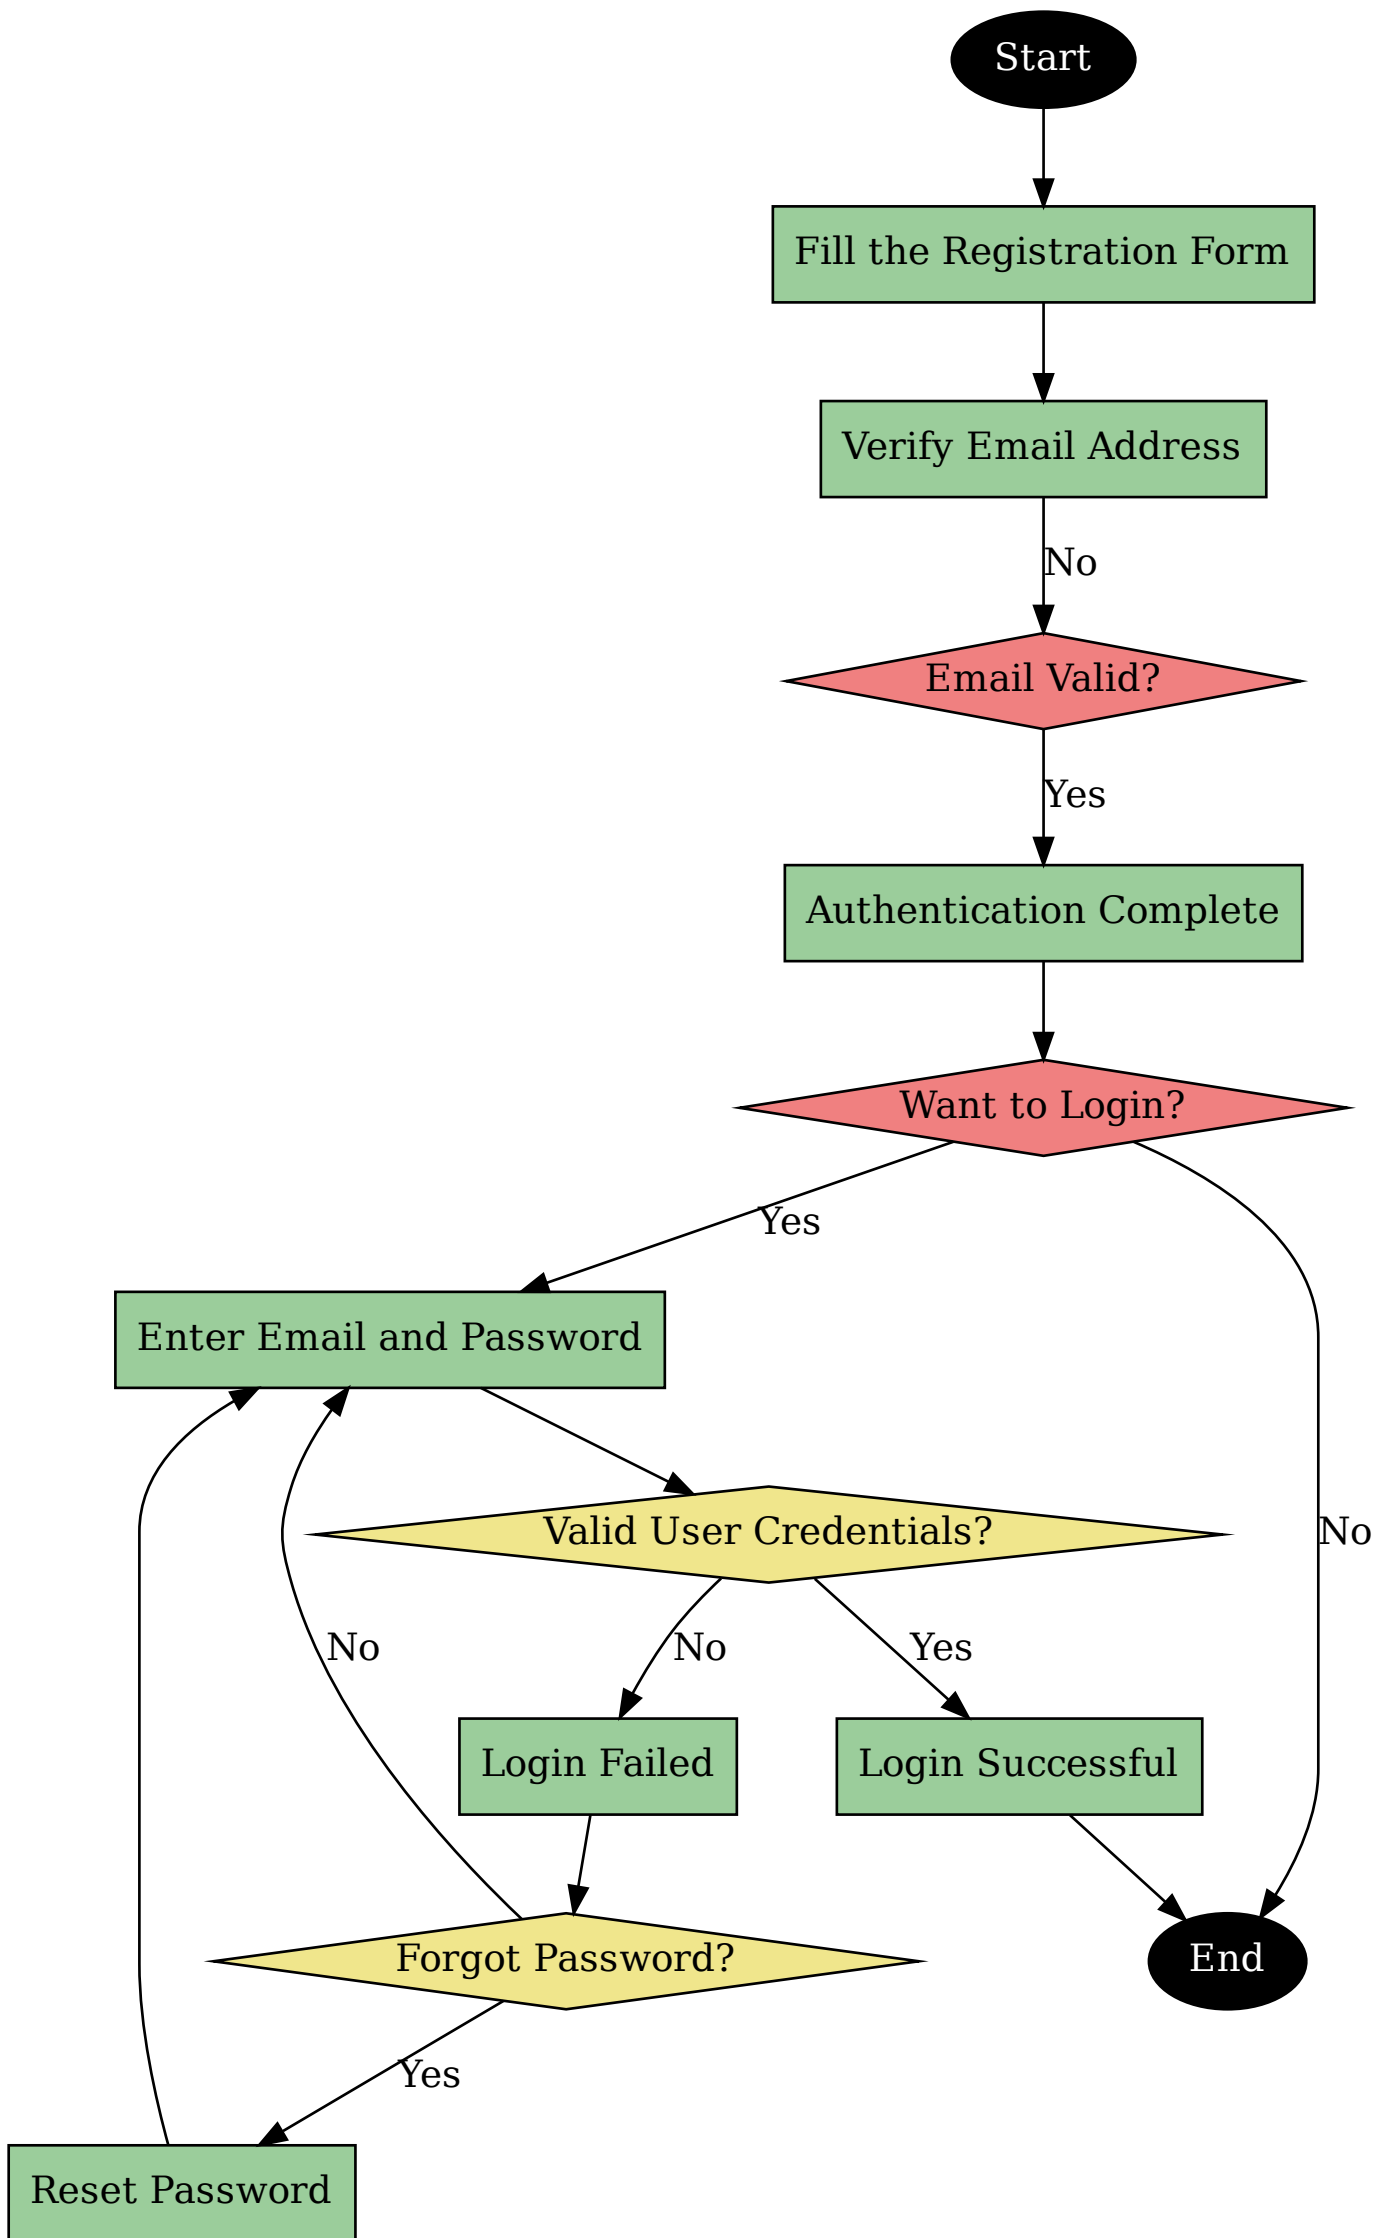 Start
Fill the Registration Form
Verify Email Address
No
Email Valid?
Yes
Authentication Complete
Want to Login?
Yes
Enter Email and Password
Valid User Credentials?
No
No
No
Yes
Login Failed
Login Successful
Forgot Password?
End
Yes
Reset Password